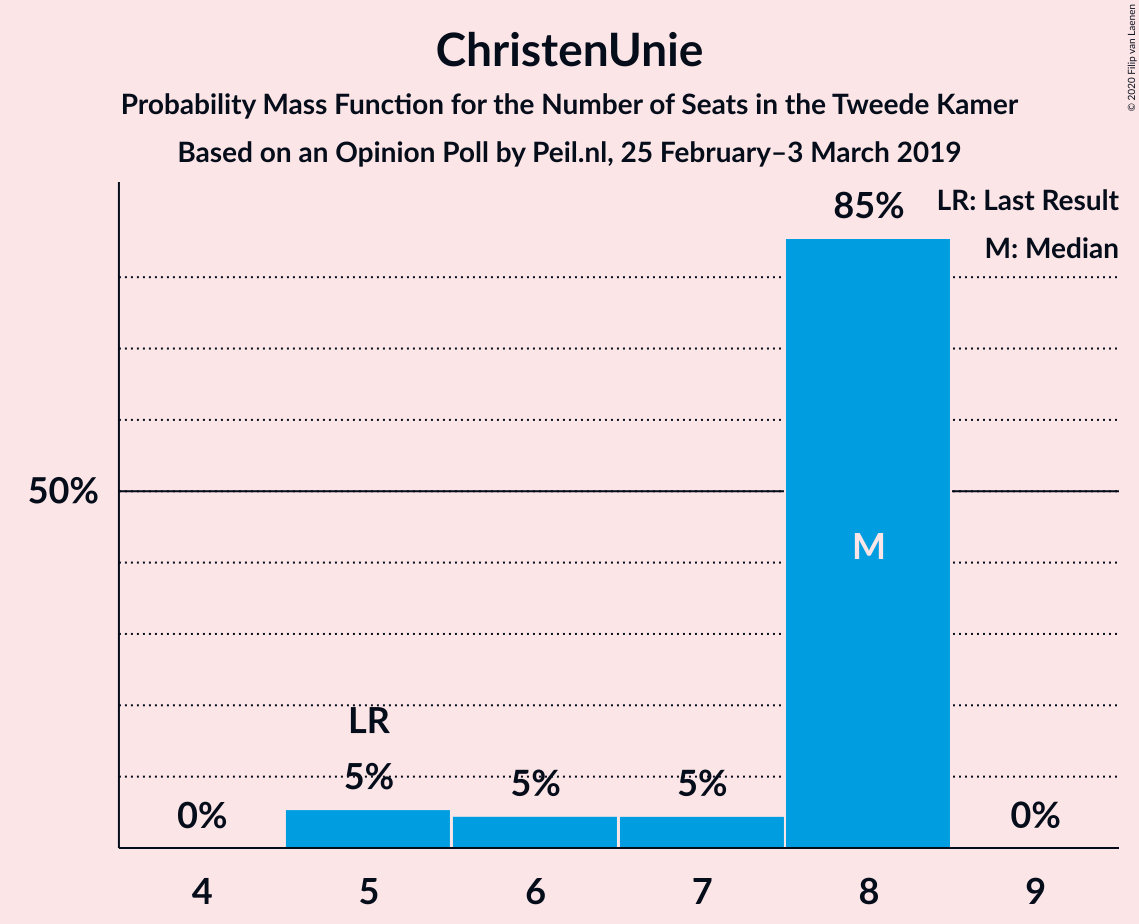 ChristenUnie
Probability Mass Function for the Number of Seats in the Tweede Kamer
Based on an Opinion Poll by Peil.nl, 25 February–3 March 2019
© 2020 Filip van Laenen
85%
LR: Last Result
M: Median
50%
M
LR
0%
5%
5%
5%
0%
4
5
6
7
8
9